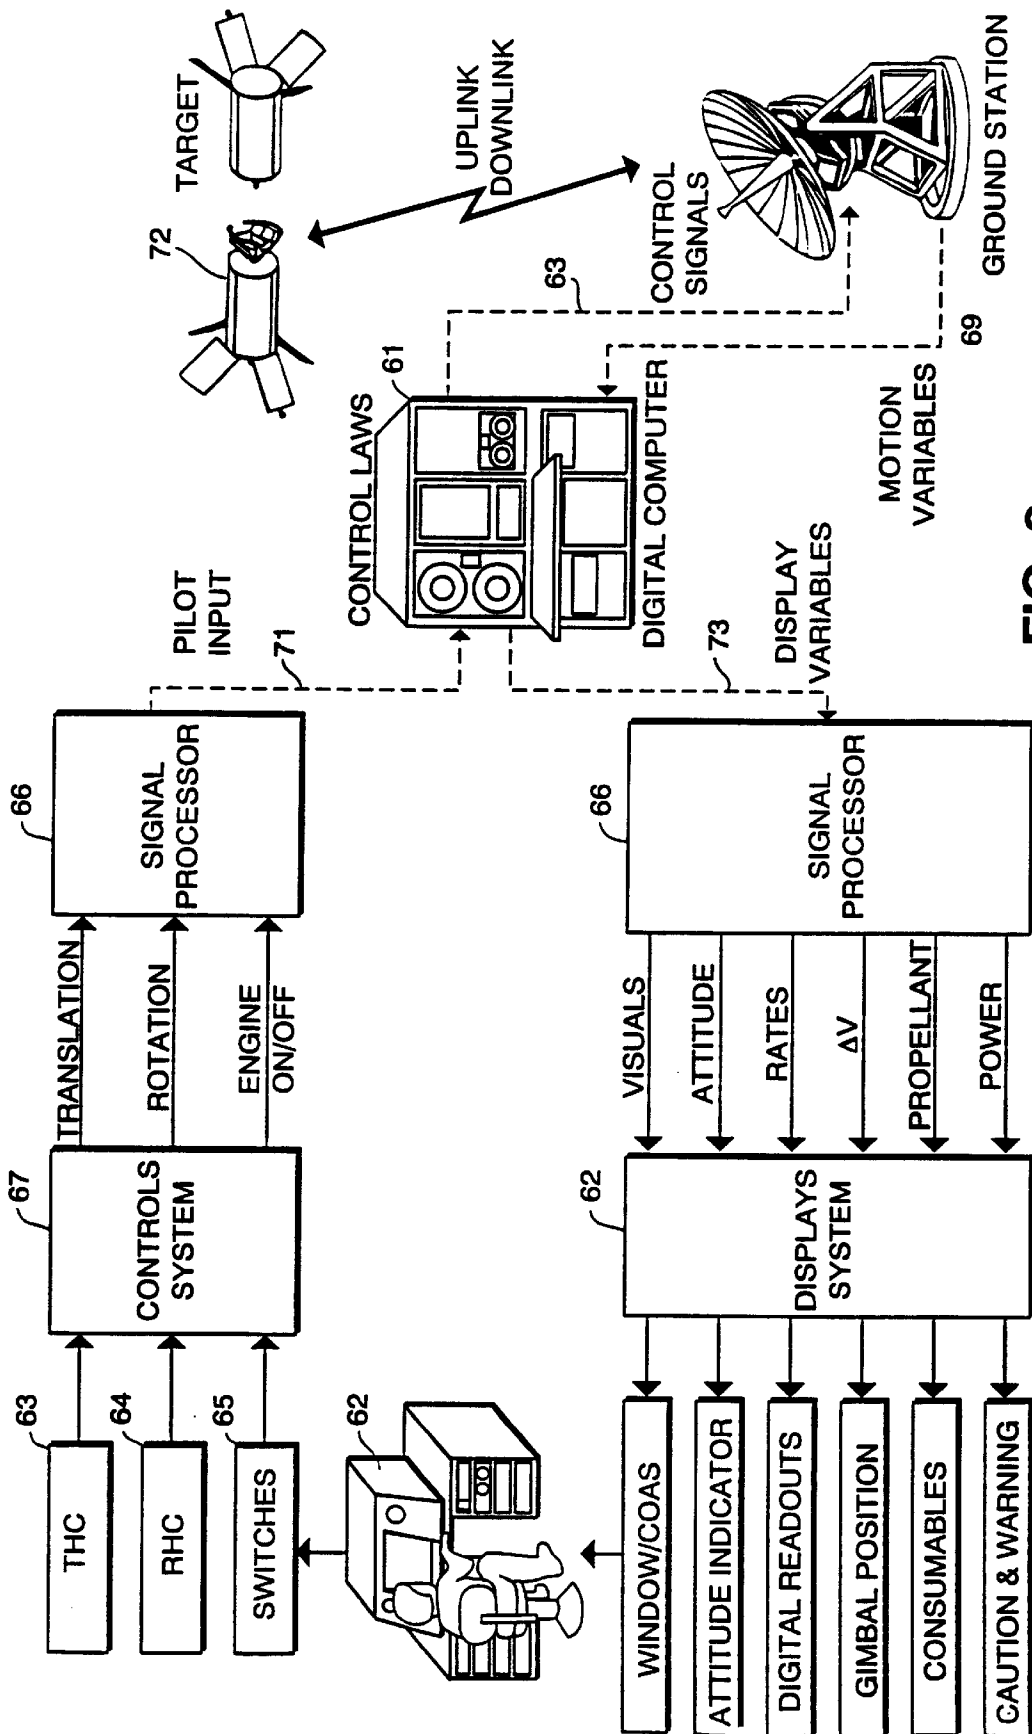 63
THC
64
RHC
65
SWITCHES
67
CONTROLS
SYSTEM
TRANSLATION
ROTATION
ENGINE
ON/OFF
66
SIGNAL
PROCESSOR
PILOT
INPUT
71
72
TARGET
UPLINK
DOWNLINK
CONTROL LAWS
61
DIGITAL COMPUTER
63
CONTROL
SIGNALS
GROUND STATION
69
MOTION
VARIABLES
73
DISPLAY
VARIABLES
66
SIGNAL
PROCESSOR
VISUALS
ATTITUDE
RATES
ΔV
PROPELLANT
POWER
62
DISPLAYS
SYSTEM
62
WINDOW/COAS
ATTITUDE INDICATOR
DIGITAL READOUTS
GIMBAL POSITION
CONSUMABLES
CAUTION & WARNING